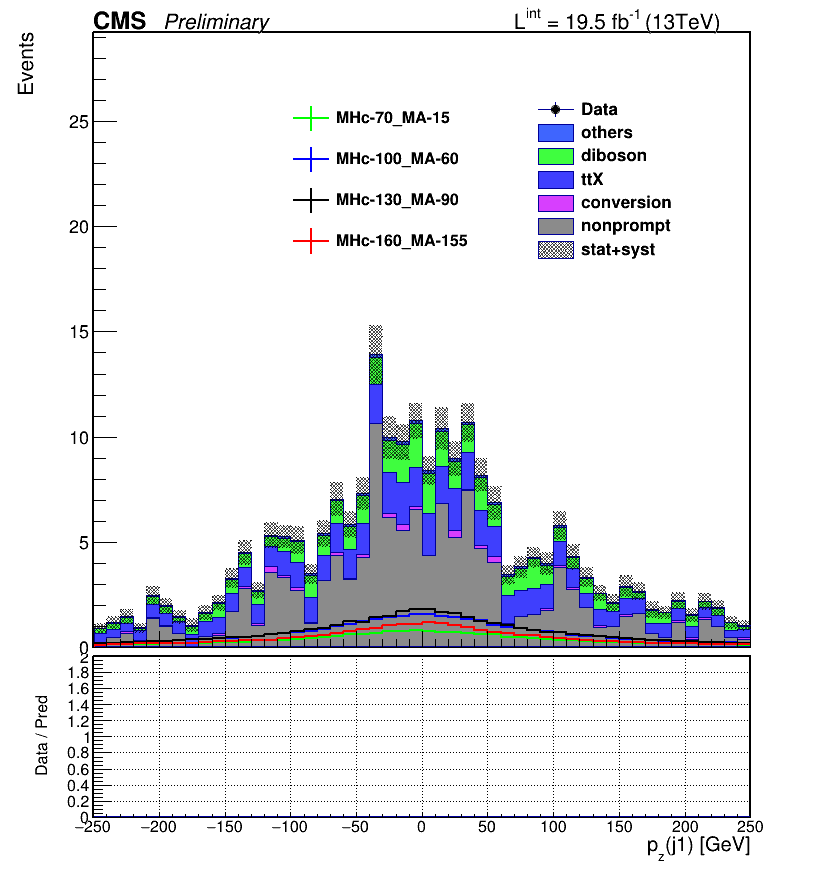 CMS Preliminary L^int = 19.5 fb^-1 (13TeV)
Events
25
20
15
10
5
0
MHc-70_MA-15
MHc-100_MA-60
MHc-130_MA-90
MHc-160_MA-155
Data
others
diboson
ttX
conversion
nonprompt
stat+syst
Data / Pred
2
1.8
1.6
1.4
1.2
1
0.8
0.6
0.4
0.2
0
−250 −200 −150 −100 −50 0 50 100 150 200 250
p_z(j1) [GeV]